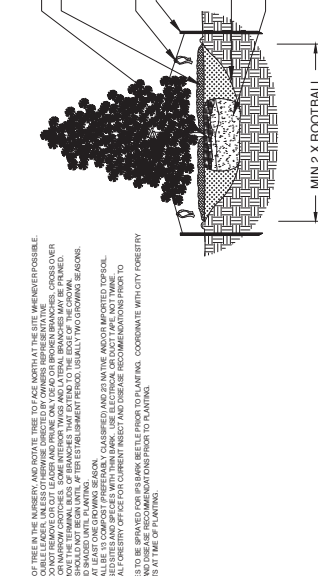 OF TREE IN THE NURSERY, AND ROTATE TREE TO FACE NORTH AT THE SITE WHENEVER POSSIBLE.
OUBLE LEADER, UNLESS OTHERWISE DIRECTED BY OWNERS REPRESENTATIVE
DO NOT REMOVE OR CUT LEADER AND PRUNE ONLY DEAD OR BROKEN BRANCHES, CROSS OVER
OR NARROW CROTCHES. SOME INTERIOR TWIGS AND LATERAL BRANCHES MAY BE PRUNED.
OVE THE TERMINAL BUDS OF BRANCHES THAT EXTEND TO THE EDGE OF THE CROWN.
SHOULD NOT BEGIN UNTIL AFTER ESTABLISHMENT PERIOD, USUALLY TWO GROWING SEASONS.
D SHADED UNTIL PLANTING.
AT LEAST ONE GROWING SEASON.
ALL BE 1/3 COMPOST (PREFERABLY CLASSIFIED) AND 2/3 NATIVE AND/OR IMPORTED TOPSOIL.
ED SITES AND SPECIES WITH THIN BARK. USE ELECTRICAL OR DUCT TAPE, NOT TWINE.
AL FORESTRY OFFICE FOR CURRENT INSECT AND DISEASE RECOMMENDATIONS PRIOR TO
ES TO BE SPRAYED FOR IPS BARK BEETLE PRIOR TO PLANTING. COORDINATE WITH CITY FORESTRY
AND DISEASE RECOMMENDATIONS PRIOR TO PLANTING.
TS AT TIME OF PLANTING.
MIN 2 X ROOTBALL